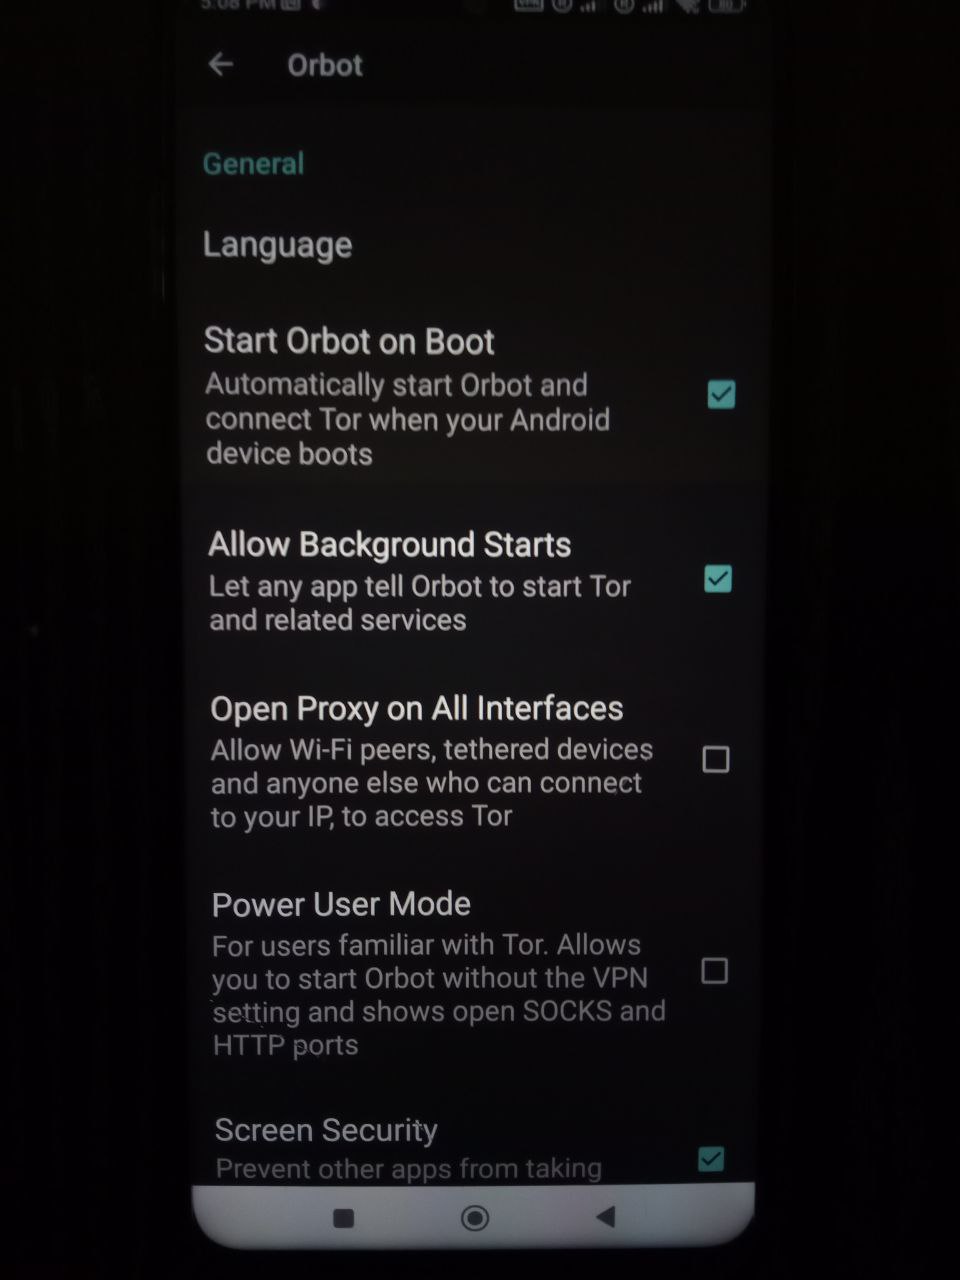 5:08 PM
Orbot
General
Language
Start Orbot on Boot
Automatically start Orbot and
connect Tor when your Android
device boots
Allow Background Starts
Let any app tell Orbot to start Tor
and related services
Open Proxy on All Interfaces
Allow Wi-Fi peers, tethered devices
and anyone else who can connect
to your IP, to access Tor
Power User Mode
For users familiar with Tor. Allows
you to start Orbot without the VPN
setting and shows open SOCKS and
HTTP ports
Screen Security
Prevent other apps from taking